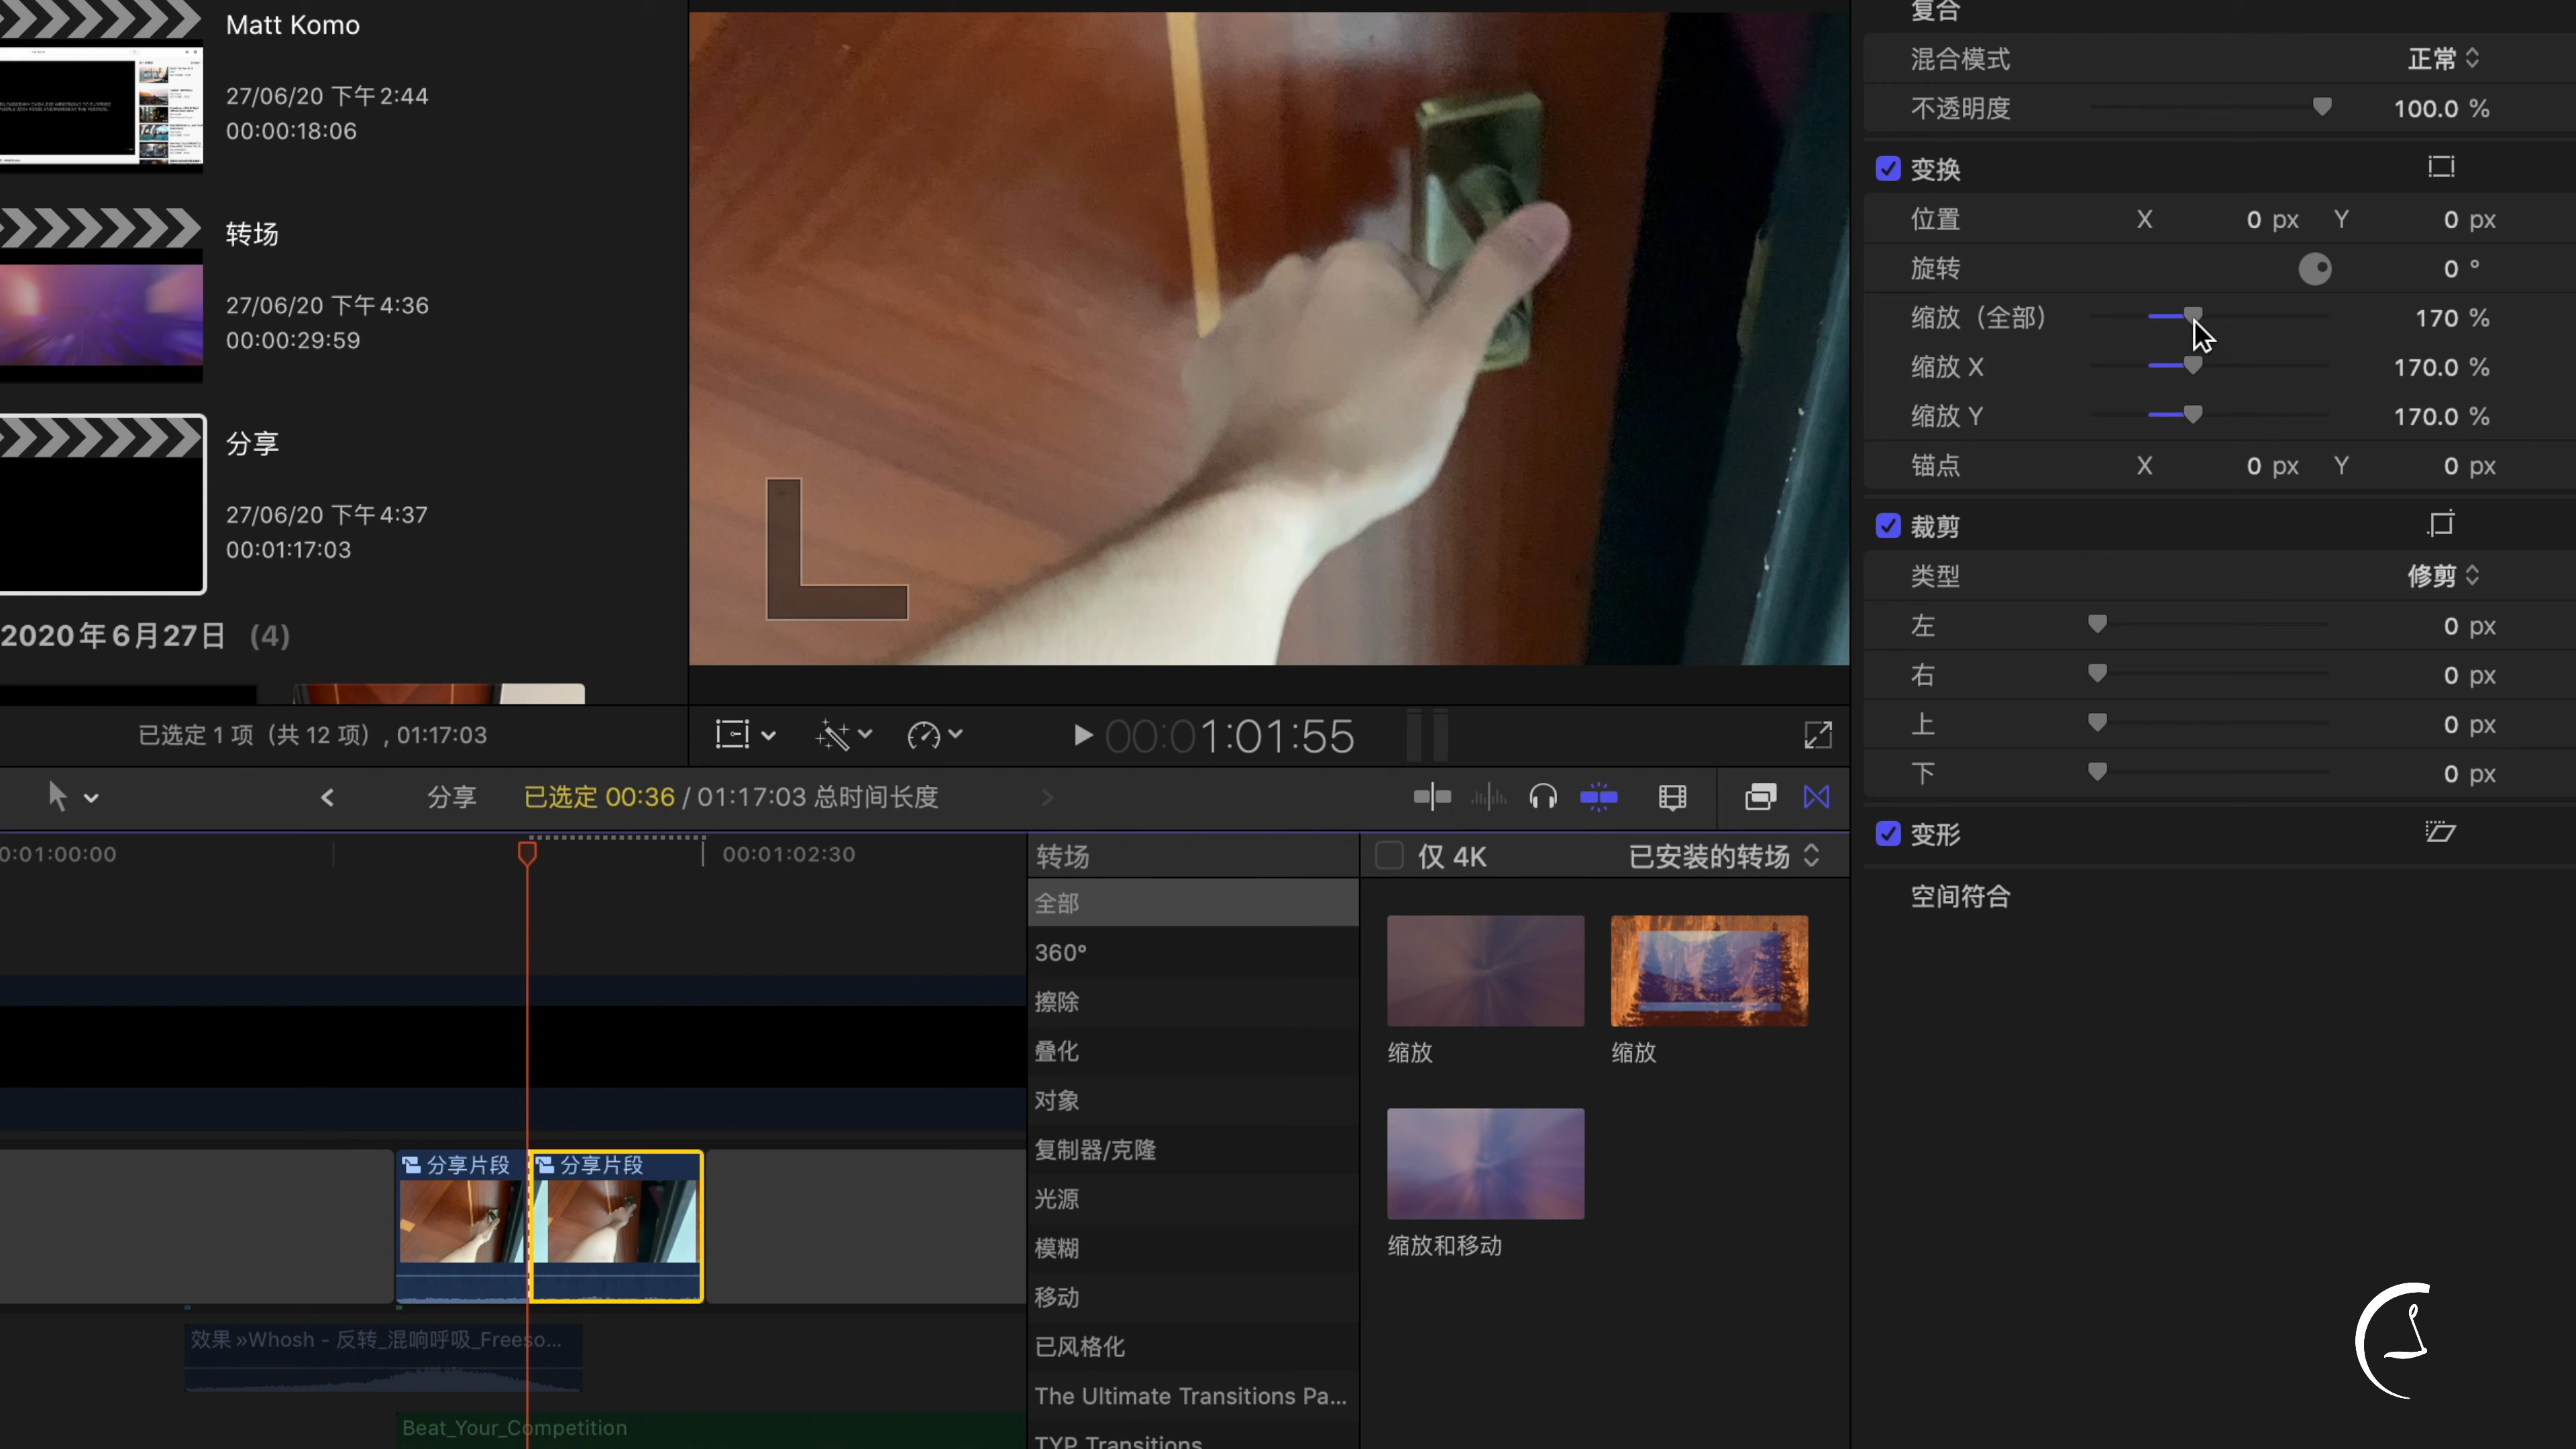 Matt Komo
27/06/20 下午2:44
00:00:18:06
转场
27/06/20 下午4:36
00:00:29:59
分享
27/06/20 下午4:37
00:01:17:03
2020年6月27日 (4)
已选定 1 项（共 12 项）, 01:17:03
00:01:01:55
复合
混合模式 正常
不透明度 100.0 %
变换
位置 X 0 px Y 0 px
旋转 0 °
缩放（全部） 170 %
缩放 X 170.0 %
缩放 Y 170.0 %
锚点 X 0 px Y 0 px
裁剪
类型 修剪
左 0 px
右 0 px
上 0 px
下 0 px
变形
空间符合
分享 已选定 00:36 / 01:17:03 总时间长度
0:01:00:00 00:01:02:30
分享片段 分享片段
效果»Whosh - 反转_混响呼吸_Freeso...
Beat_Your_Competition
转场
全部
360°
擦除
叠化
对象
复制器/克隆
光源
模糊
移动
已风格化
The Ultimate Transitions Pa...
TYP Transitions
仅 4K 已安装的转场
缩放 缩放
缩放和移动